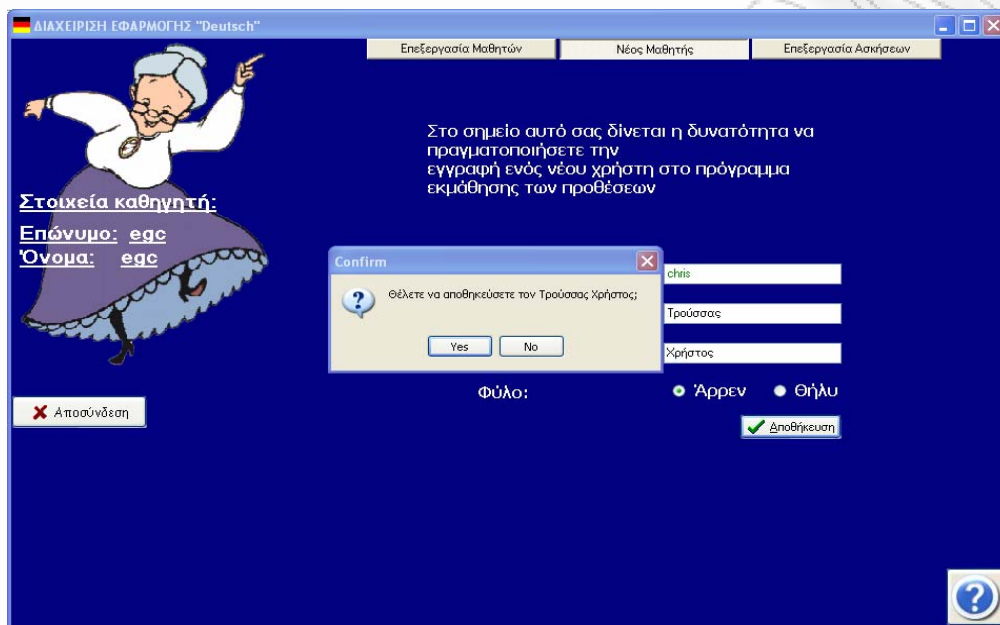 ΔΙΑΧΕΙΡΙΣΗ ΕΦΑΡΜΟΓΗΣ "Deutsch"
Επεξεργασία Μαθητών
Νέος Μαθητής
Επεξεργασία Ασκήσεων
Στο σημείο αυτό σας δίνεται η δυνατότητα να
πραγματοποιήσετε την
εγγραφή ενός νέου χρήστη στο πρόγραμμα
εκμάθησης των προθέσεων
Στοιχεία καθηγητή:
Επώνυμο: egc
Όνομα: egc
Confirm
Θέλετε να αποθηκεύσετε τον Τρούσσας Χρήστος;
Yes
No
chris
Τρούσσας
Χρήστος
Φύλο:
Άρρεν
Θήλυ
Αποσύνδεση
Αποθήκευση